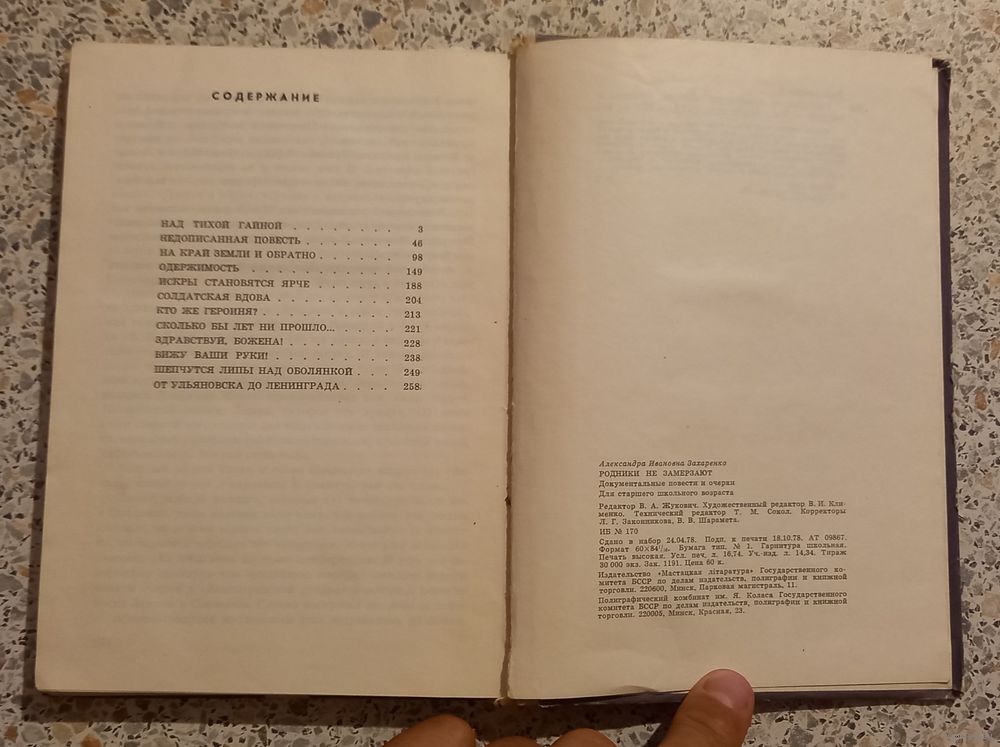 СОДЕРЖАНИЕ
НАД ТИХОЙ ГАЙНОЙ . . . . . . . . 3
НЕДОПИСАННАЯ ПОВЕСТЬ . . . . . . . 46
НА КРАЙ ЗЕМЛИ И ОБРАТНО . . . . . . 98
ОДЕРЖИМОСТЬ . . . . . . . . . . . 149
ИСКРЫ СТАНОВЯТСЯ ЯРЧЕ . . . . . . 188
СОЛДАТСКАЯ ВДОВА . . . . . . . . . 204
КТО ЖЕ ГЕРОИНЯ? . . . . . . . . . . 213
СКОЛЬКО БЫ ЛЕТ НИ ПРОШЛО... . . . . 221
ЗДРАВСТВУЙ, БОЖЕНА! . . . . . . . . 228
ВИЖУ ВАШИ РУКИ! . . . . . . . . . 238
ШЕПЧУТСЯ ЛИПЫ НАД ОБОЛЯНКОЙ . . . 249
ОТ УЛЬЯНОВСКА ДО ЛЕНИНГРАДА . . . . 258
Александра Ивановна Захаренко
РОДНИКИ НЕ ЗАМЕРЗАЮТ
Документальные повести и очерки
Для старшего школьного возраста
Редактор В. А. Жукович. Художественный редактор В. И. Кли-
менко. Технический редактор Т. М. Сокол. Корректоры
Л. Г. Законникова, В. В. Шарамета.
ИБ № 170
Сдано в набор 24.04.78. Подп. к печати 18.10.78. АТ 09867.
Формат 60×84 1/16. Бумага тип. № 1. Гарнитура школьная.
Печать высокая. Усл. печ. л. 16,74. Уч.-изд. л. 14,34. Тираж
30 000 экз. Зак. 1191. Цена 60 к.
Издательство «Мастацкая літаратура» Государственного ко-
митета БССР по делам издательств, полиграфии и книжной
торговли. 220600, Минск, Парковая магистраль, 11.
Полиграфический комбинат им. Я. Коласа Государственного
комитета БССР по делам издательств, полиграфии и книжной
торговли. 220005, Минск, Красная, 23.